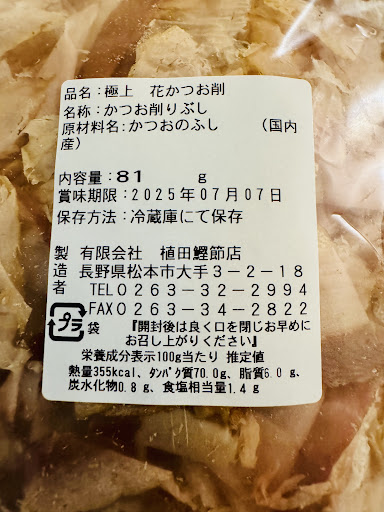 品名：極上　花かつお削
名称：かつお削りぶし
原材料名：かつおのふし　　（国内
産）
内容量：81　　　g
賞味期限：2025年07月07日
保存方法：冷蔵庫にて保存
製造者　有限会社　植田鰹節店
長野県松本市大手3－2－18
TEL0263－32－2994
FAX0263－34－2822
プラ
袋　『開封後は良く口を閉じお早めに
お召し上がりください』
栄養成分表示100g当たり 推定値
熱量355kcal、タンパク質70.0g、脂質6.0 g、
炭水化物0.8 g、食塩相当量1.4 g